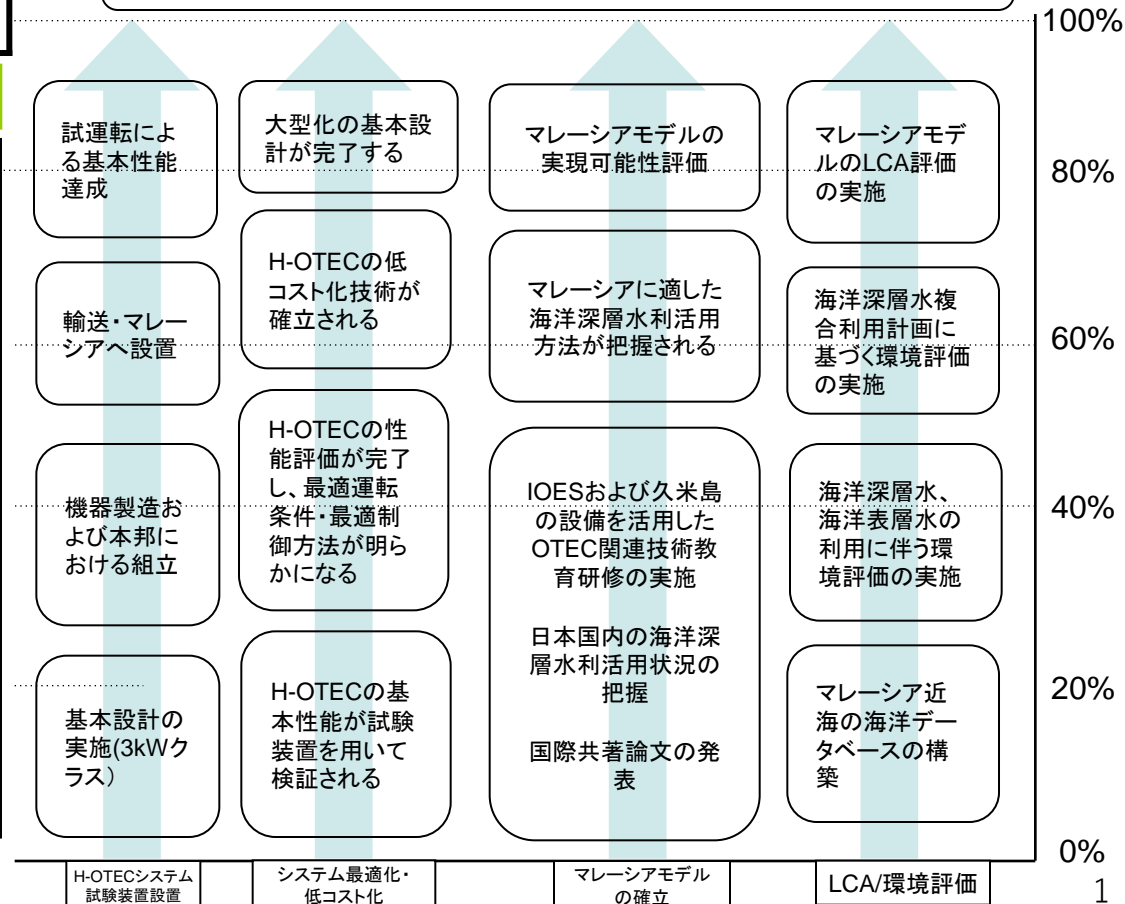 100%
試運転によ
る基本性能
達成
大型化の基本設
計が完了する
マレーシアモデルの
実現可能性評価
マレーシアモデ
ルのLCA評価
の実施
80%
輸送・マレー
シアへ設置
H-OTECの低
コスト化技術が
確立される
マレーシアに適した
海洋深層水利活用
方法が把握される
海洋深層水複
合利用計画に
基づく環境評価
の実施
60%
機器製造お
よび本邦に
おける組立
H-OTECの性
能評価が完了
し、最適運転
条件・最適制
御方法が明ら
かになる
IOESおよび久米島
の設備を活用した
OTEC関連技術教
育研修の実施
日本国内の海洋深
層水利活用状況の
把握
国際共著論文の発
表
海洋深層水、
海洋表層水の
利用に伴う環
境評価の実施
40%
基本設計の
実施(3kWク
ラス)
H-OTECの基
本性能が試験
装置を用いて
検証される
マレーシア近
海の海洋デー
タベースの構
築
20%
0%
H-OTECシステム
試験装置設置
システム最適化・
低コスト化
マレーシアモデル
の確立
LCA/環境評価
1